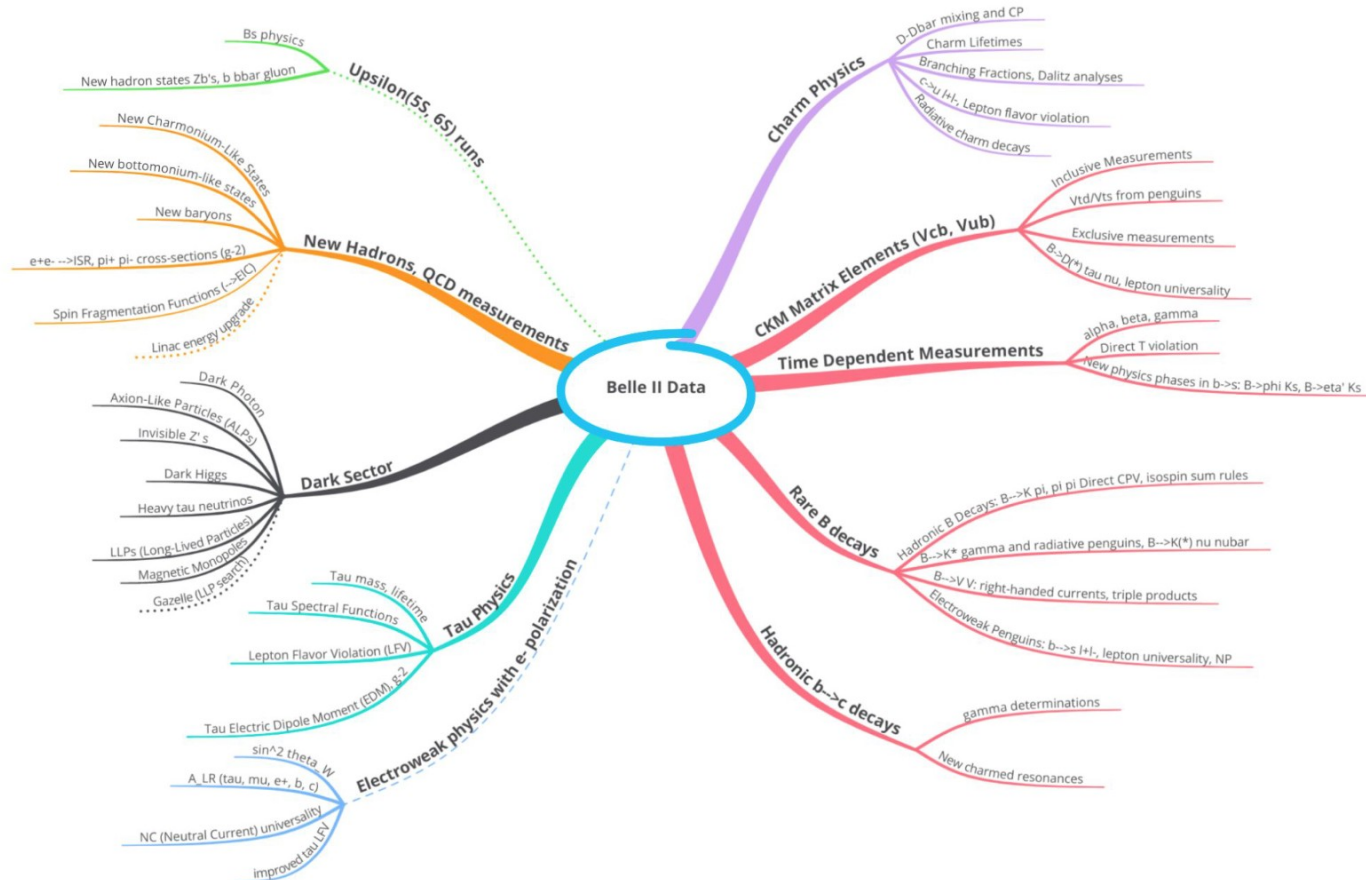 Belle II Data
Upsilon(5S, 6S) runs
Bs physics
New hadron states Zb's, b bbar gluon
New Hadrons, QCD measurements
New Charmonium-Like States
New bottomonium-like states
New baryons
e+e- -->ISR, pi+ pi- cross-sections (g-2)
Spin Fragmentation Functions (-->EIC)
Linac energy upgrade
Dark Sector
Dark Photon
Axion-Like Particles (ALPs)
Invisible Z' s
Dark Higgs
Heavy tau neutrinos
LLPs (Long-Lived Particles)
Magnetic Monopoles
Gazelle (LLP search)
Tau Physics
Tau mass, lifetime
Tau Spectral Functions
Lepton Flavor Violation (LFV)
Tau Electric Dipole Moment (EDM), g-2
Electroweak physics with e- polarization
sin^2 theta_W
A_LR (tau, mu, e+, b, c)
NC (Neutral Current) universality
improved tau LFV
Charm Physics
D-Dbar mixing and CP
Charm Lifetimes
Branching Fractions, Dalitz analyses
c->u l+l-, Lepton flavor violation
Radiative charm decays
CKM Matrix Elements (Vcb, Vub)
Inclusive Measurements
Vtd/Vts from penguins
Exclusive measurements
B->D(*) tau nu, lepton universality
Time Dependent Measurements
alpha, beta, gamma
Direct T violation
New physics phases in b->s: B->phi Ks, B->eta' Ks
Rare B decays
Hadronic B Decays: B-->K pi, pi pi Direct CPV, isospin sum rules
B-->K* gamma and radiative penguins, B-->K(*) nu nubar
B-->V V: right-handed currents, triple products
Electroweak Penguins: b-->s l+l-, lepton universality, NP
Hadronic b-->c decays
gamma determinations
New charmed resonances